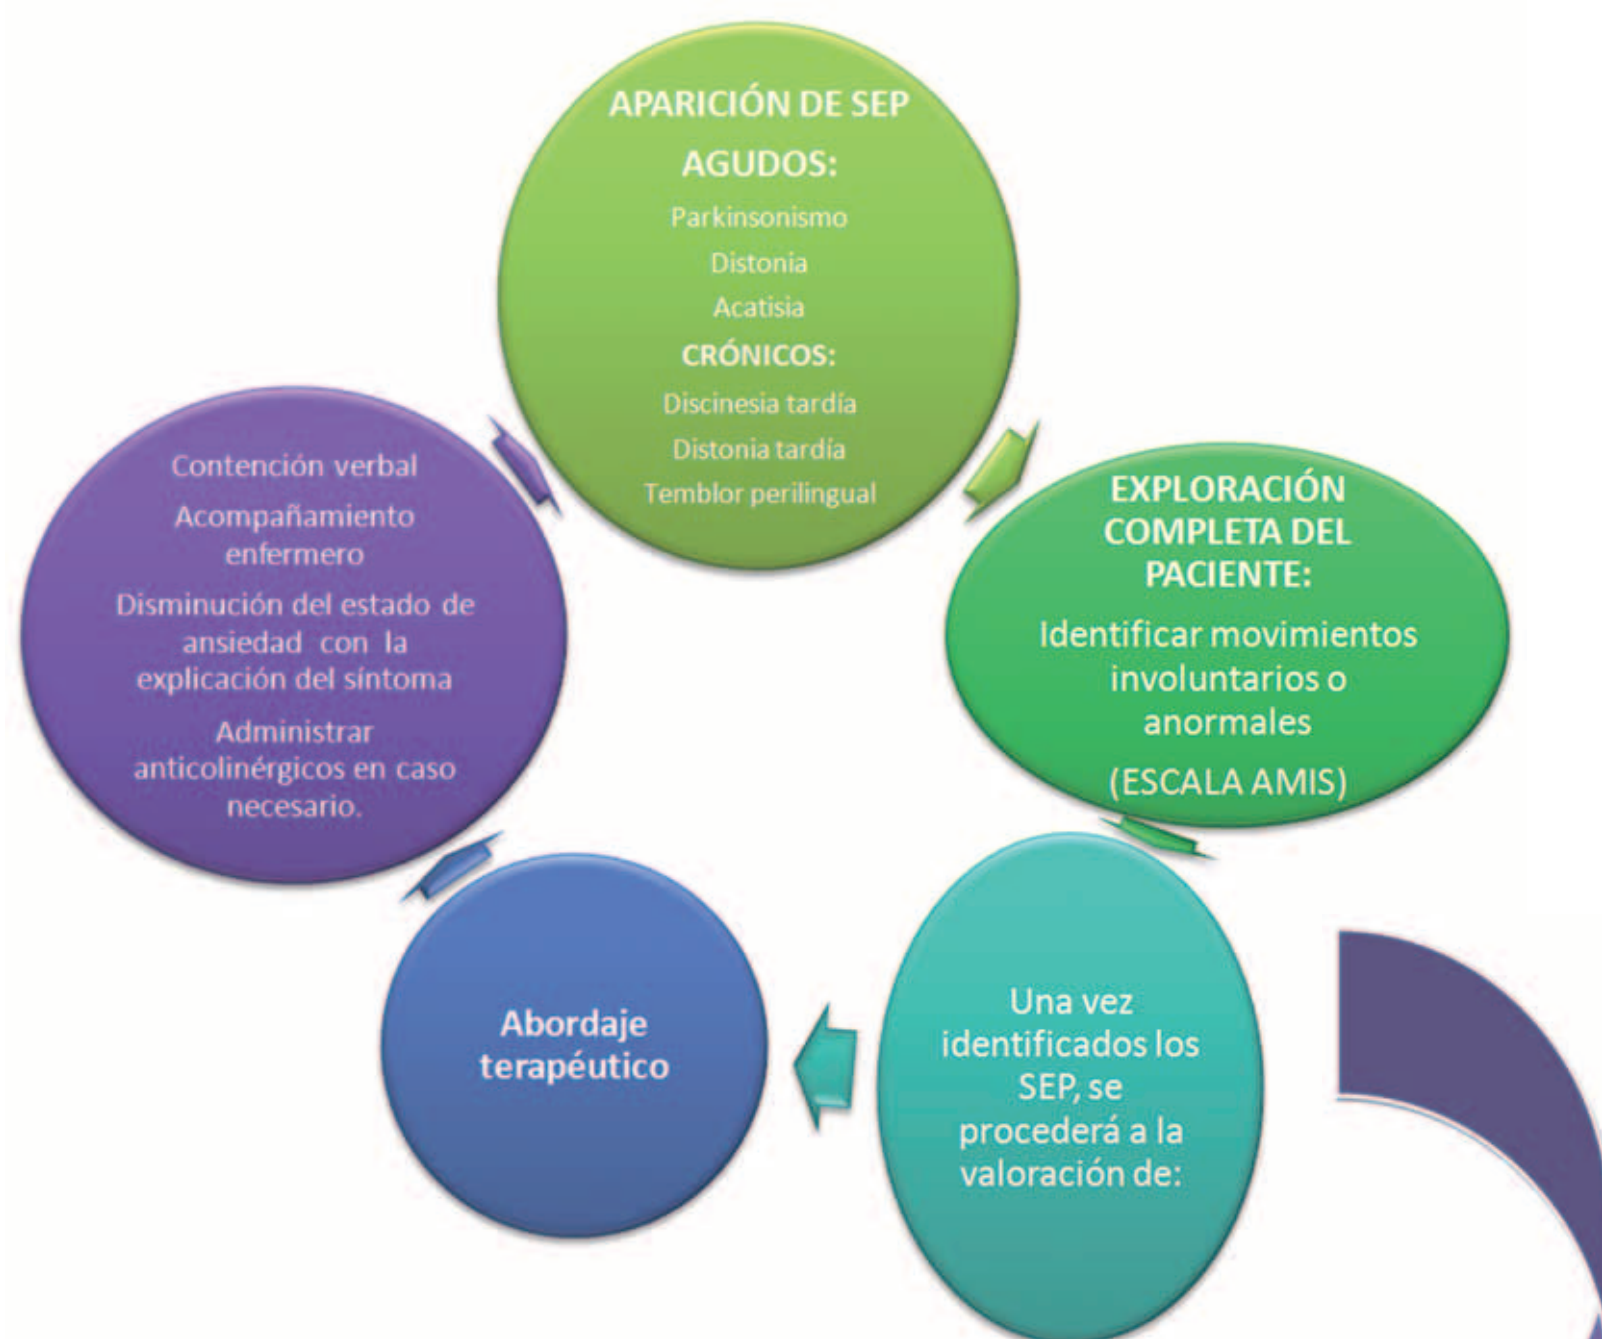 APARICIÓN DE SEP
AGUDOS:
Parkinsonismo
Distonia
Acatisia
CRÓNICOS:
Discinesia tardía
Distonia tardía
Temblor perilingual
EXPLORACIÓN
COMPLETA DEL
PACIENTE:
Identificar movimientos
involuntarios o
anormales
(ESCALA AMIS)
Una vez
identificados los
SEP, se
procederá a la
valoración de:
Abordaje
terapéutico
Contención verbal
Acompañamiento
enfermero
Disminución del estado de
ansiedad con la
explicación del síntoma
Administrar
anticolinérgicos en caso
necesario.